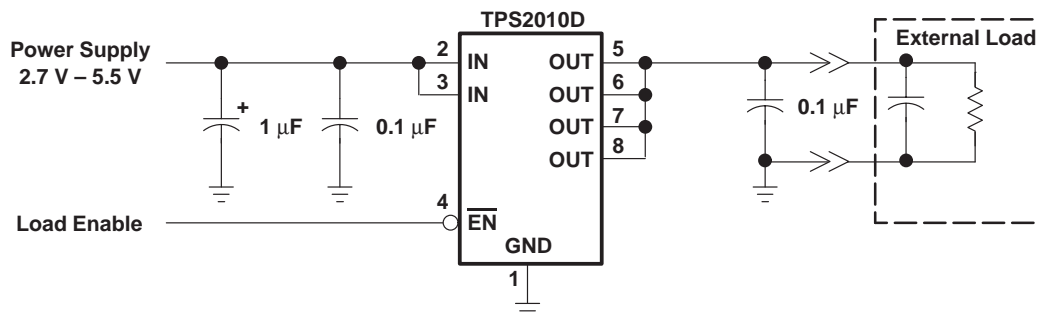 TPS2010D
Power Supply
2.7 V – 5.5 V
2
IN
3
IN
OUT
5
OUT
6
OUT
7
OUT
8
External Load
+
1 µF
0.1 µF
0.1 µF
Load Enable
4
EN
GND
1